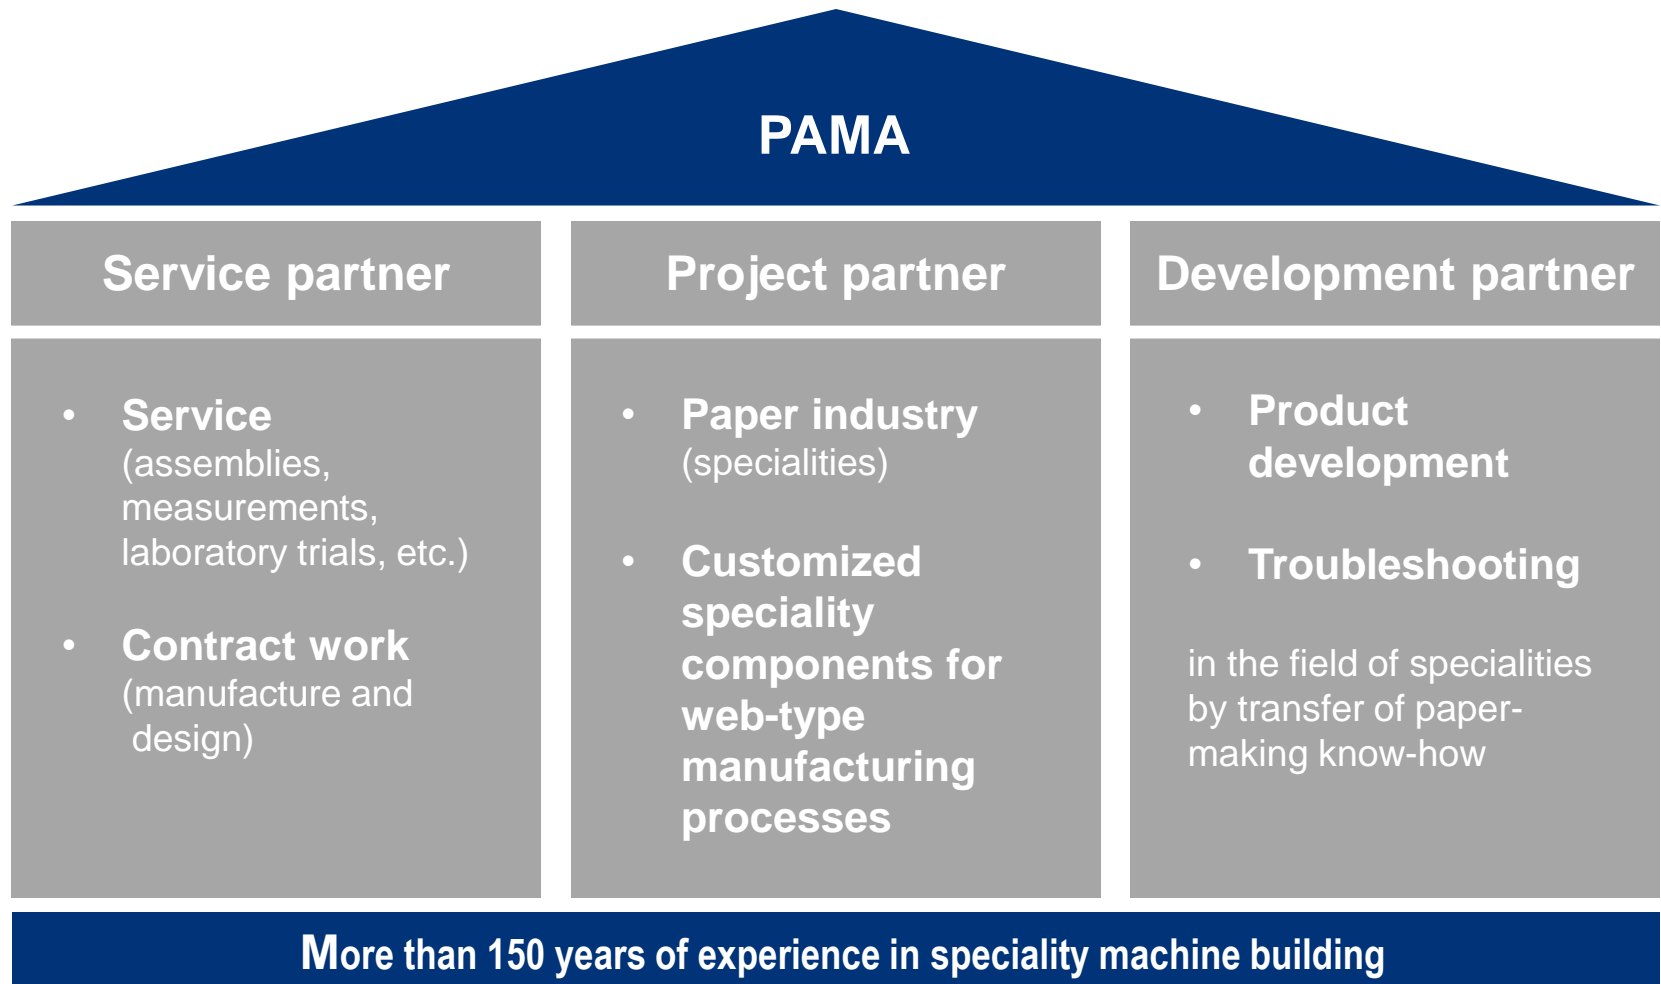 PAMA
Service partner
• Service
(assemblies,
measurements,
laboratory trials, etc.)
• Contract work
(manufacture and
design)
Project partner
• Paper industry
(specialities)
• Customized
speciality
components for
web-type
manufacturing
processes
Development partner
• Product
development
• Troubleshooting
in the field of specialities
by transfer of paper-
making know-how
More than 150 years of experience in speciality machine building